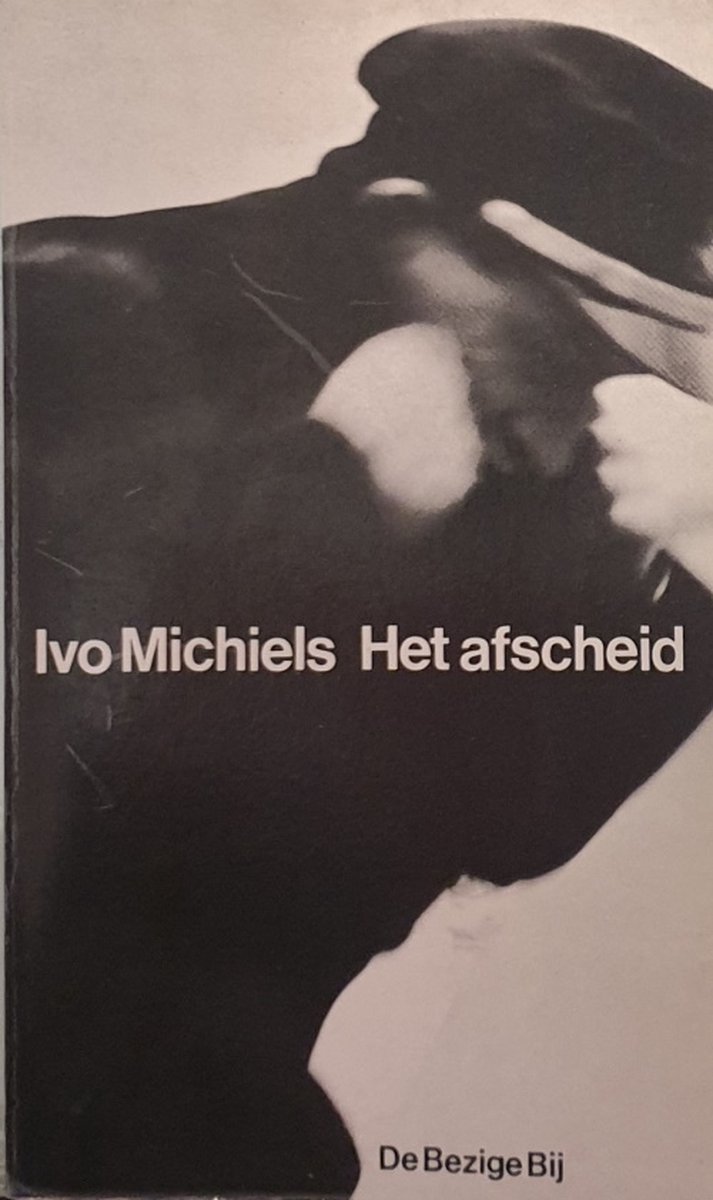 Ivo Michiels Het afscheid
De Bezige Bij